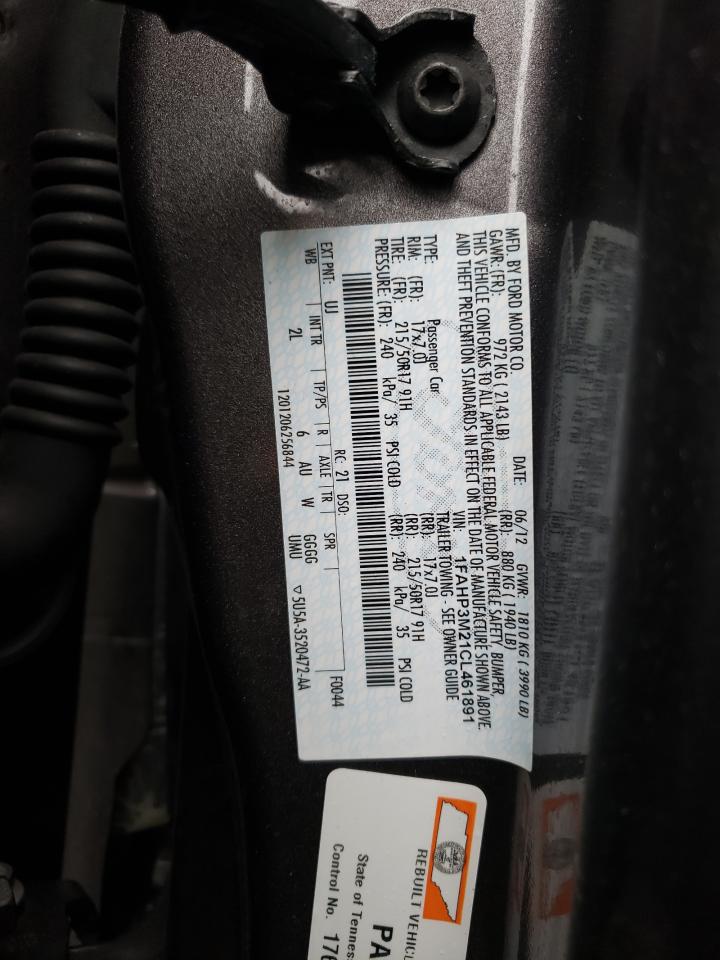 MFD. BY FORD MOTOR CO.
DATE: 06/12 GVWR: 1810 KG ( 3990 LB)
GAWR: (FR): 972 KG ( 2143 LB) (RR): 880 KG ( 1940 LB)
THIS VEHICLE CONFORMS TO ALL APPLICABLE FEDERAL MOTOR VEHICLE SAFETY, BUMPER,
AND THEFT PREVENTION STANDARDS IN EFFECT ON THE DATE OF MANUFACTURE SHOWN ABOVE.
VIN: 1FAHP3M21CL461891
TYPE: Passenger Car TRAILER TOWING - SEE OWNER GUIDE
RIM: (FR): 17x7.0J (RR): 17x7.0J
TIRE: (FR): 215/50R17 91H (RR): 215/50R17 91H
PRESSURE: (FR): 240 kPa/ 35 PSI COLD (RR): 240 kPa/ 35 PSI COLD
F0044
EXT PNT: UJ RC: 21 DSO:
WB INT TR TP/PS R AXLE TR SPR
2L 6 AU W GGGG
UMU
1201206256844 ▽5U5A-3520472-AA
REBUILT VEHICL
PA
State of Tennes
Control No. 176